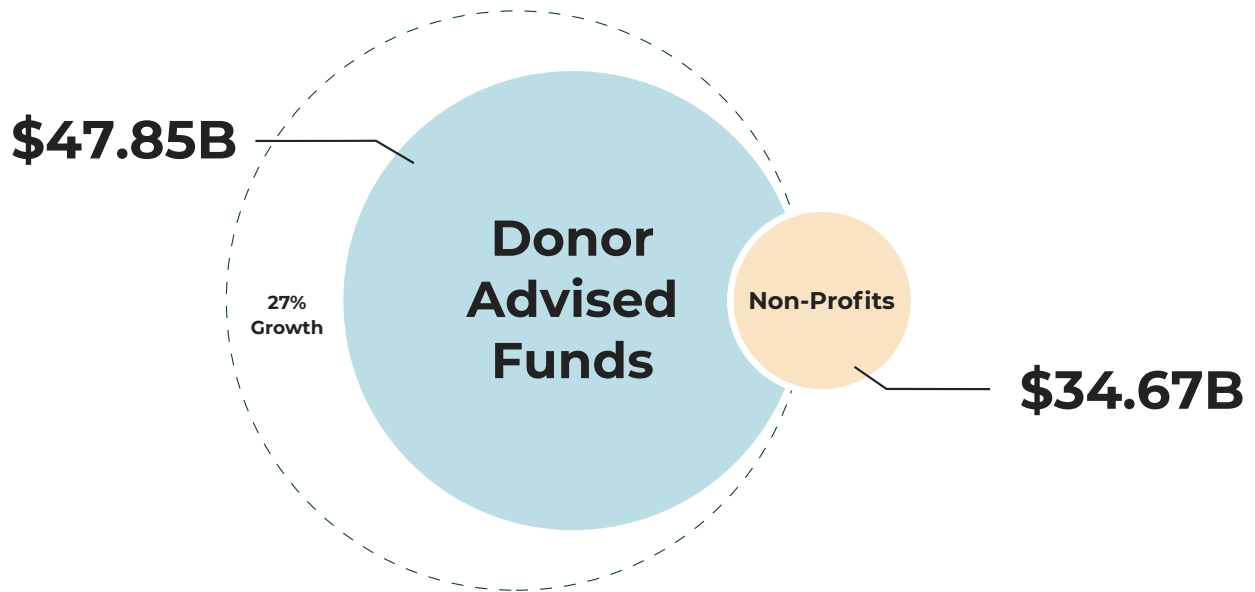 $47.85B
Donor
Advised
Funds
27%
Growth
Non-Profits
$34.67B